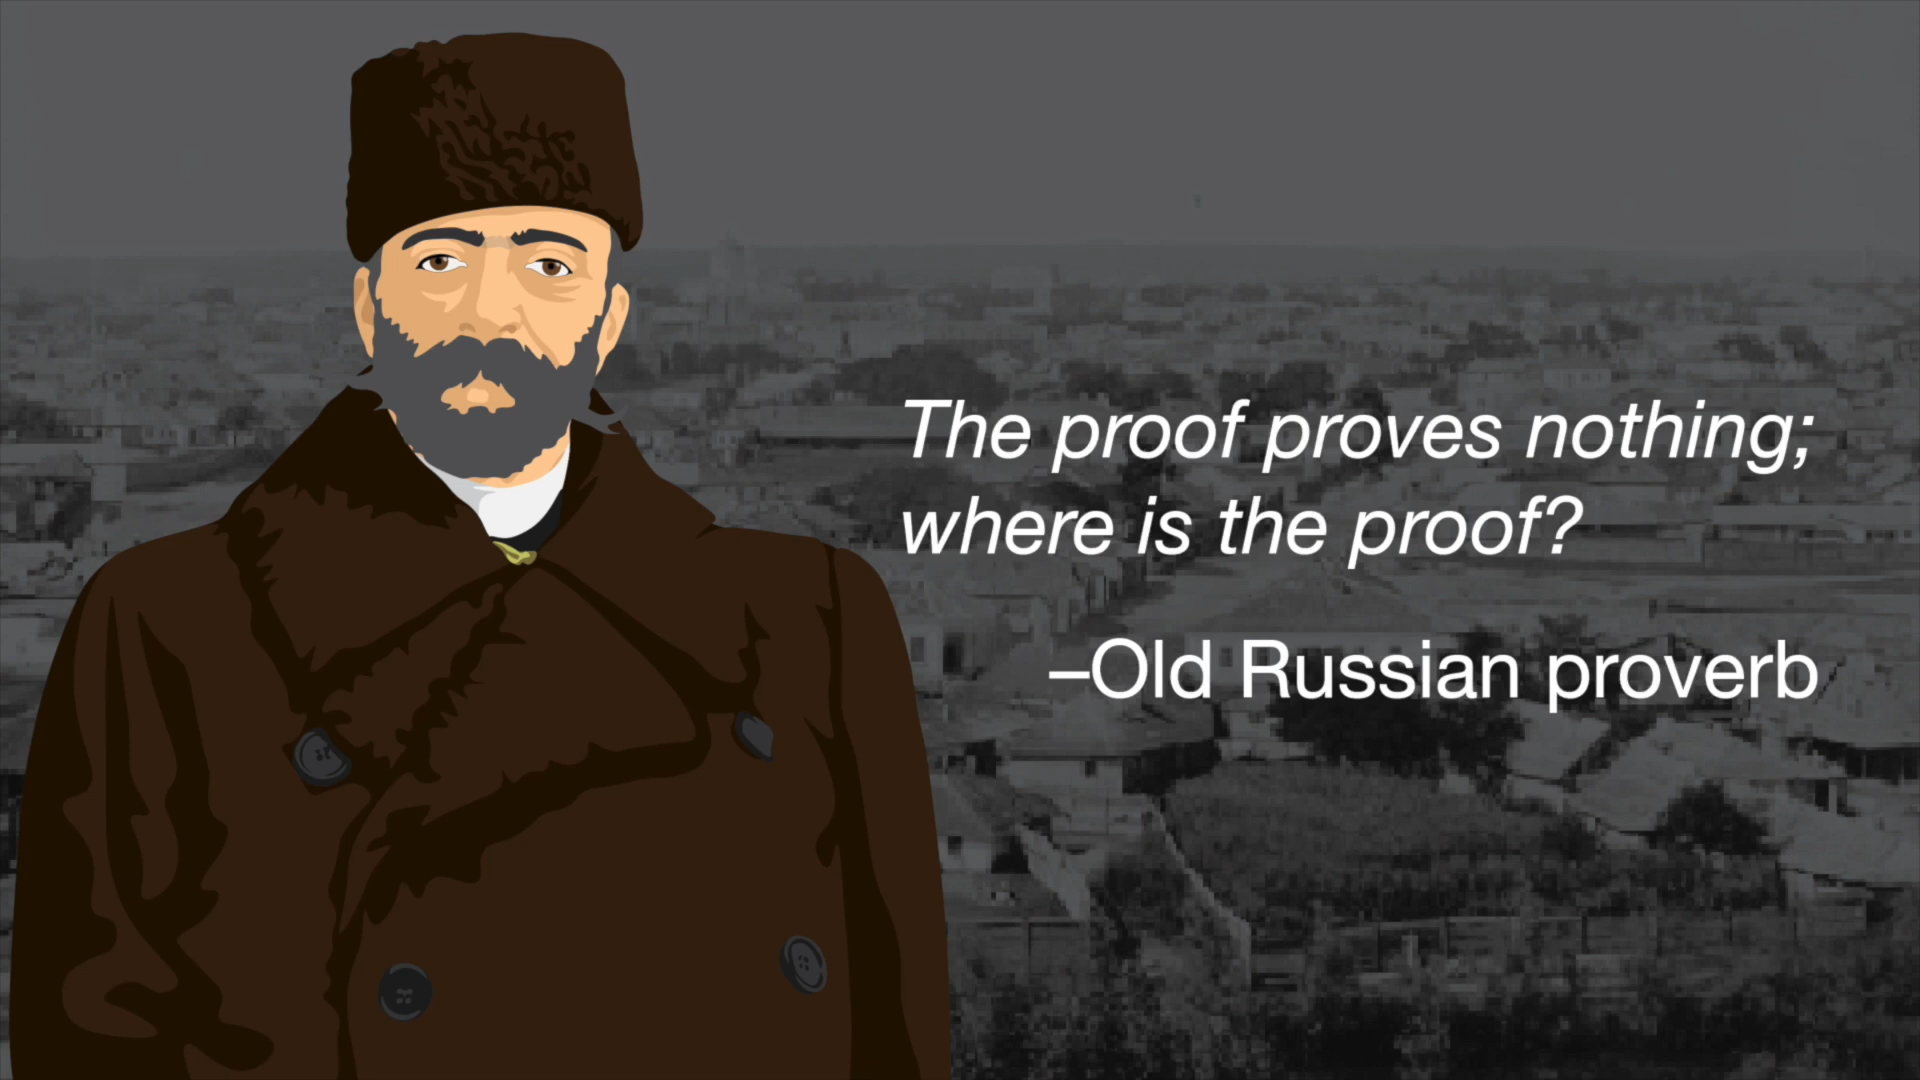 The proof proves nothing;
where is the proof?
–Old Russian proverb